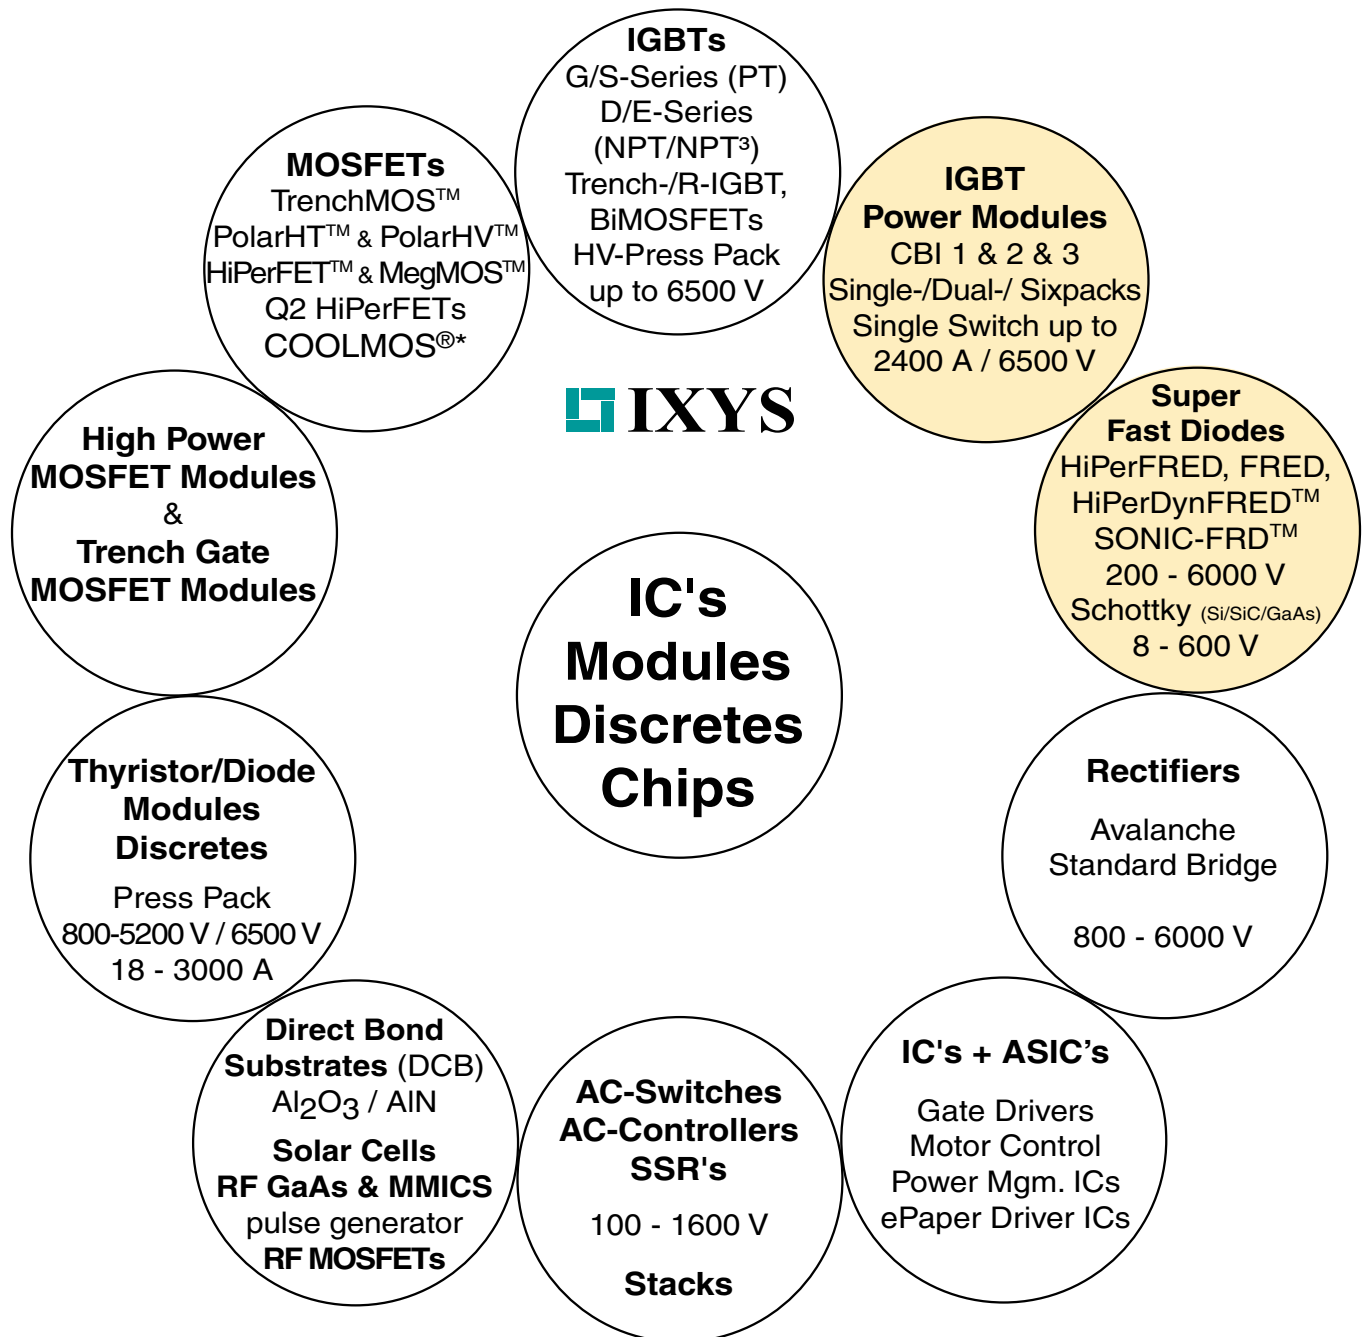 IGBTs
G/S-Series (PT)
D/E-Series
(NPT/NPT³)
Trench-/R-IGBT,
BiMOSFETs
HV-Press Pack
up to 6500 V
MOSFETs
TrenchMOS™
PolarHT™ & PolarHV™
HiPerFET™ & MegMOS™
Q2 HiPerFETs
COOLMOS®*
IGBT
Power Modules
CBI 1 & 2 & 3
Single-/Dual-/ Sixpacks
Single Switch up to
2400 A / 6500 V
IXYS
Super
Fast Diodes
HiPerFRED, FRED,
HiPerDynFRED™
SONIC-FRD™
200 - 6000 V
Schottky (Si/SiC/GaAs)
8 - 600 V
High Power
MOSFET Modules
&
Trench Gate
MOSFET Modules
IC's
Modules
Discretes
Chips
Thyristor/Diode
Modules
Discretes
Press Pack
800-5200 V / 6500 V
18 - 3000 A
Rectifiers
Avalanche
Standard Bridge
800 - 6000 V
Direct Bond
Substrates (DCB)
Al₂O₃ / AlN
Solar Cells
RF GaAs & MMICS
pulse generator
RF MOSFETs
AC-Switches
AC-Controllers
SSR's
100 - 1600 V
Stacks
IC's + ASIC’s
Gate Drivers
Motor Control
Power Mgm. ICs
ePaper Driver ICs